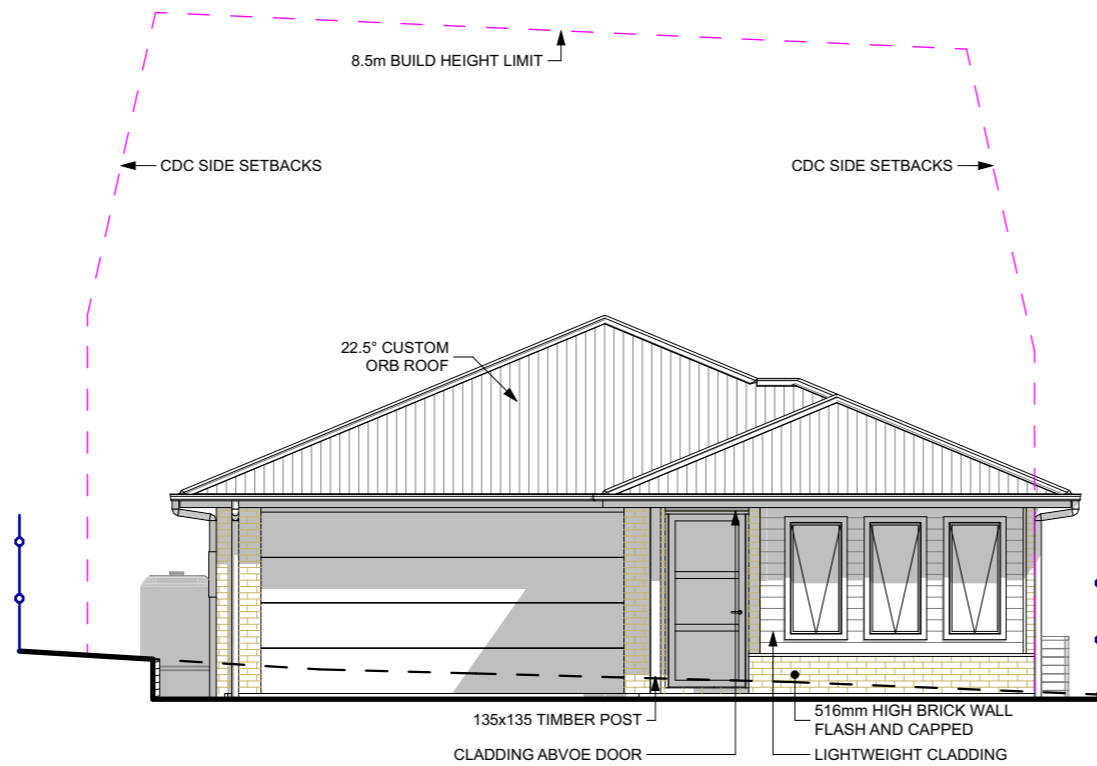 8.5m BUILD HEIGHT LIMIT
CDC SIDE SETBACKS
CDC SIDE SETBACKS
22.5° CUSTOM
ORB ROOF
135x135 TIMBER POST
516mm HIGH BRICK WALL
FLASH AND CAPPED
CLADDING ABVOE DOOR
LIGHTWEIGHT CLADDING